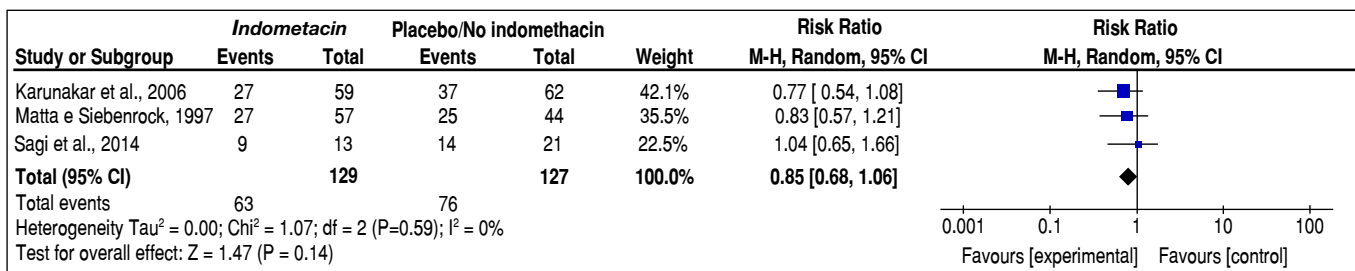 Indometacin Placebo/No indomethacin Risk Ratio Risk Ratio
Study or Subgroup Events Total Events Total Weight M-H, Random, 95% CI M-H, Random, 95% CI
Karunakar et al., 2006 27 59 37 62 42.1% 0.77 [ 0.54, 1.08]
Matta e Siebenrock, 1997 27 57 25 44 35.5% 0.83 [0.57, 1.21]
Sagi et al., 2014 9 13 14 21 22.5% 1.04 [0.65, 1.66]
Total (95% CI) 129 127 100.0% 0.85 [0.68, 1.06]
Total events 63 76
Heterogeneity Tau² = 0.00; Chi² = 1.07; df = 2 (P=0.59); I² = 0%
Test for overall effect: Z = 1.47 (P = 0.14)
0.001 0.1 1 10 100
Favours [experimental] Favours [control]